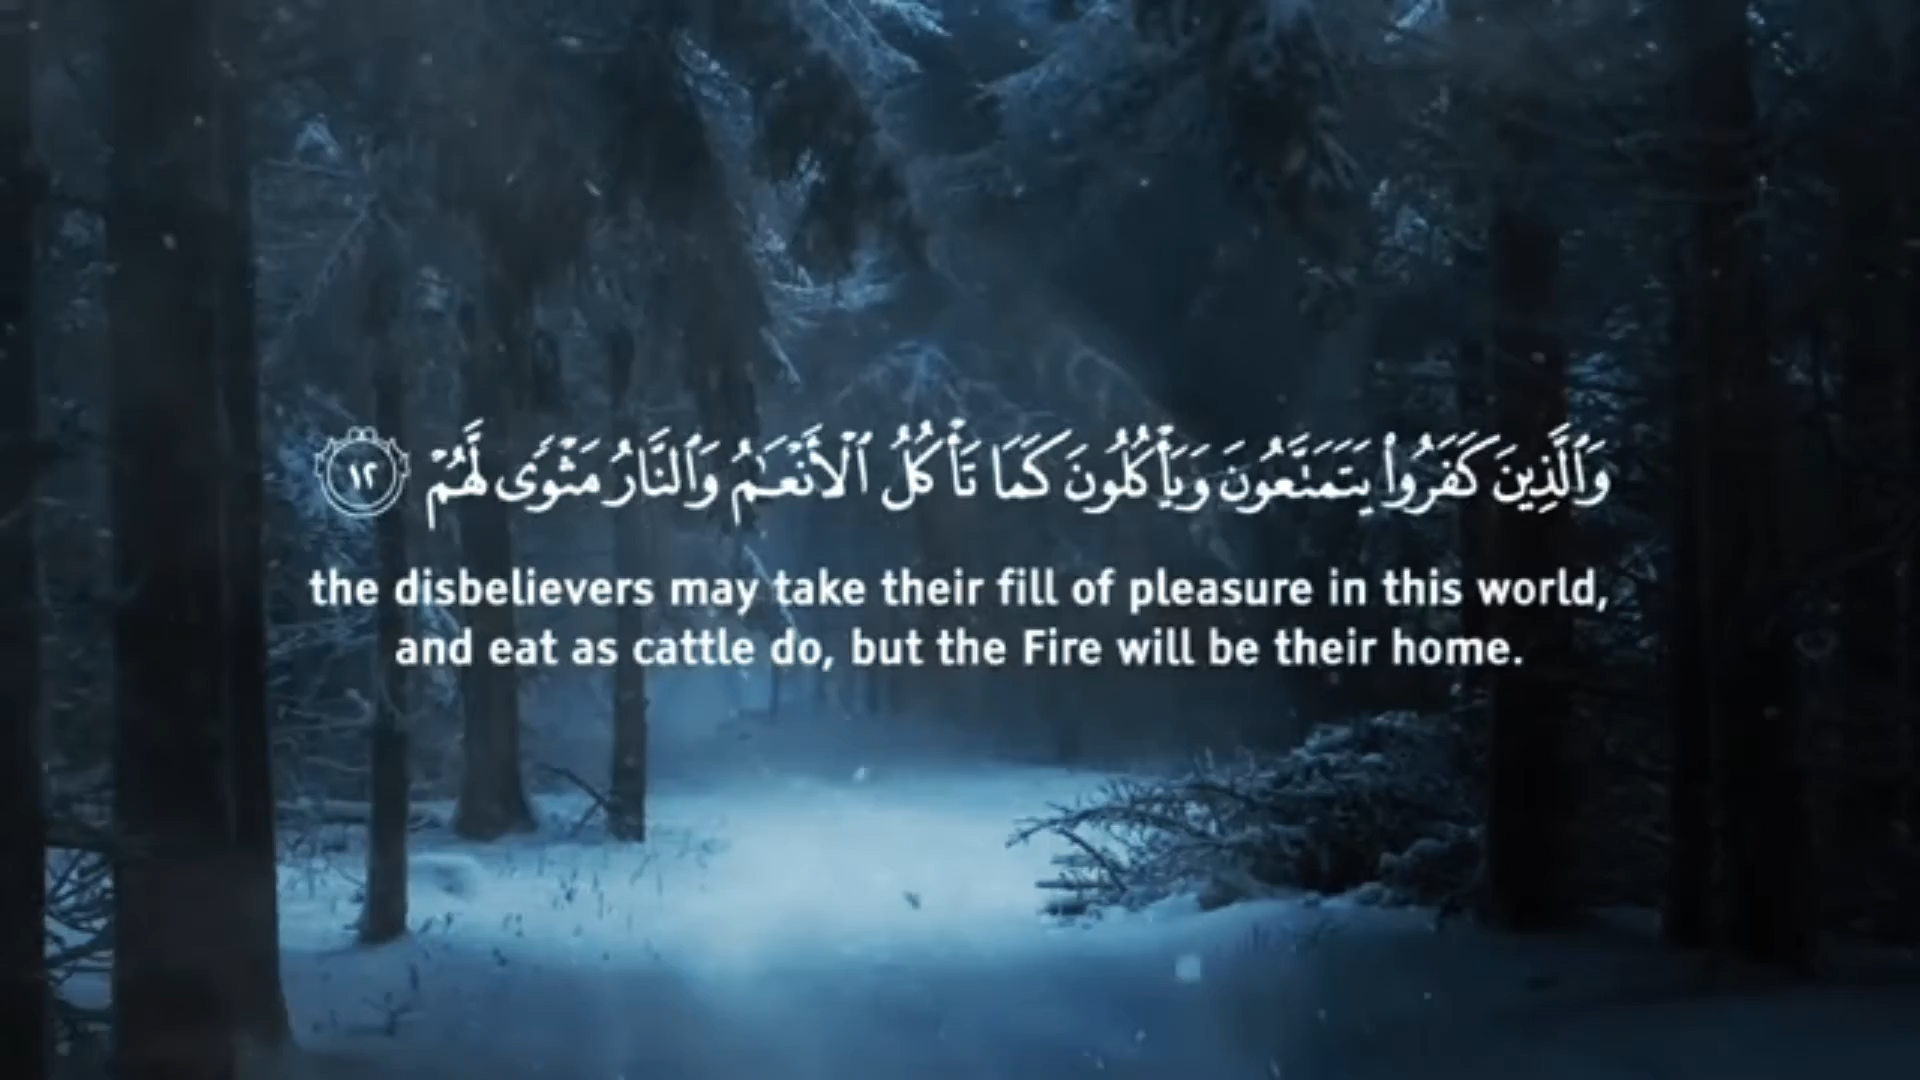 وَٱلَّذِينَ كَفَرُوا۟ يَتَمَتَّعُونَ وَيَأْكُلُونَ كَمَا تَأْكُلُ ٱلْأَنْعَـٰمُ وَٱلنَّارُ مَثْوًى لَّهُمْ ١٢
the disbelievers may take their fill of pleasure in this world,
and eat as cattle do, but the Fire will be their home.